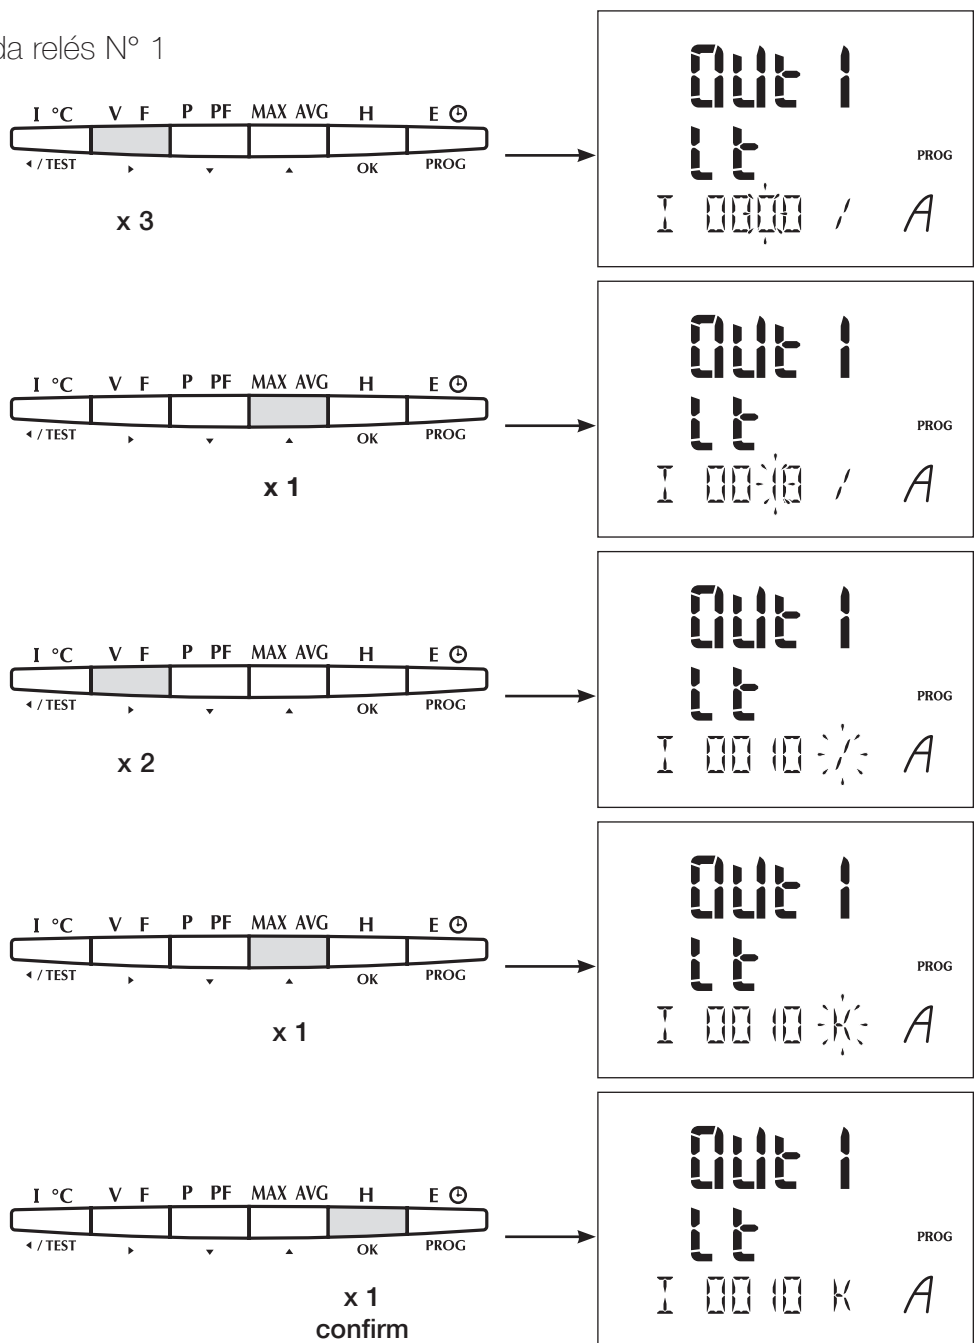 da relés N° 1
I °C V F P PF MAX AVG H E
/ TEST OK PROG
x 3
OUt 1
Lt
PROG
I 0000 / A
I °C V F P PF MAX AVG H E
/ TEST OK PROG
x 1
OUt 1
Lt
PROG
I 0010 / A
I °C V F P PF MAX AVG H E
/ TEST OK PROG
x 2
OUt 1
Lt
PROG
I 0010 / A
I °C V F P PF MAX AVG H E
/ TEST OK PROG
x 1
OUt 1
Lt
PROG
I 0010 K A
I °C V F P PF MAX AVG H E
/ TEST OK PROG
x 1
confirm
OUt 1
Lt
PROG
I 0010 K A